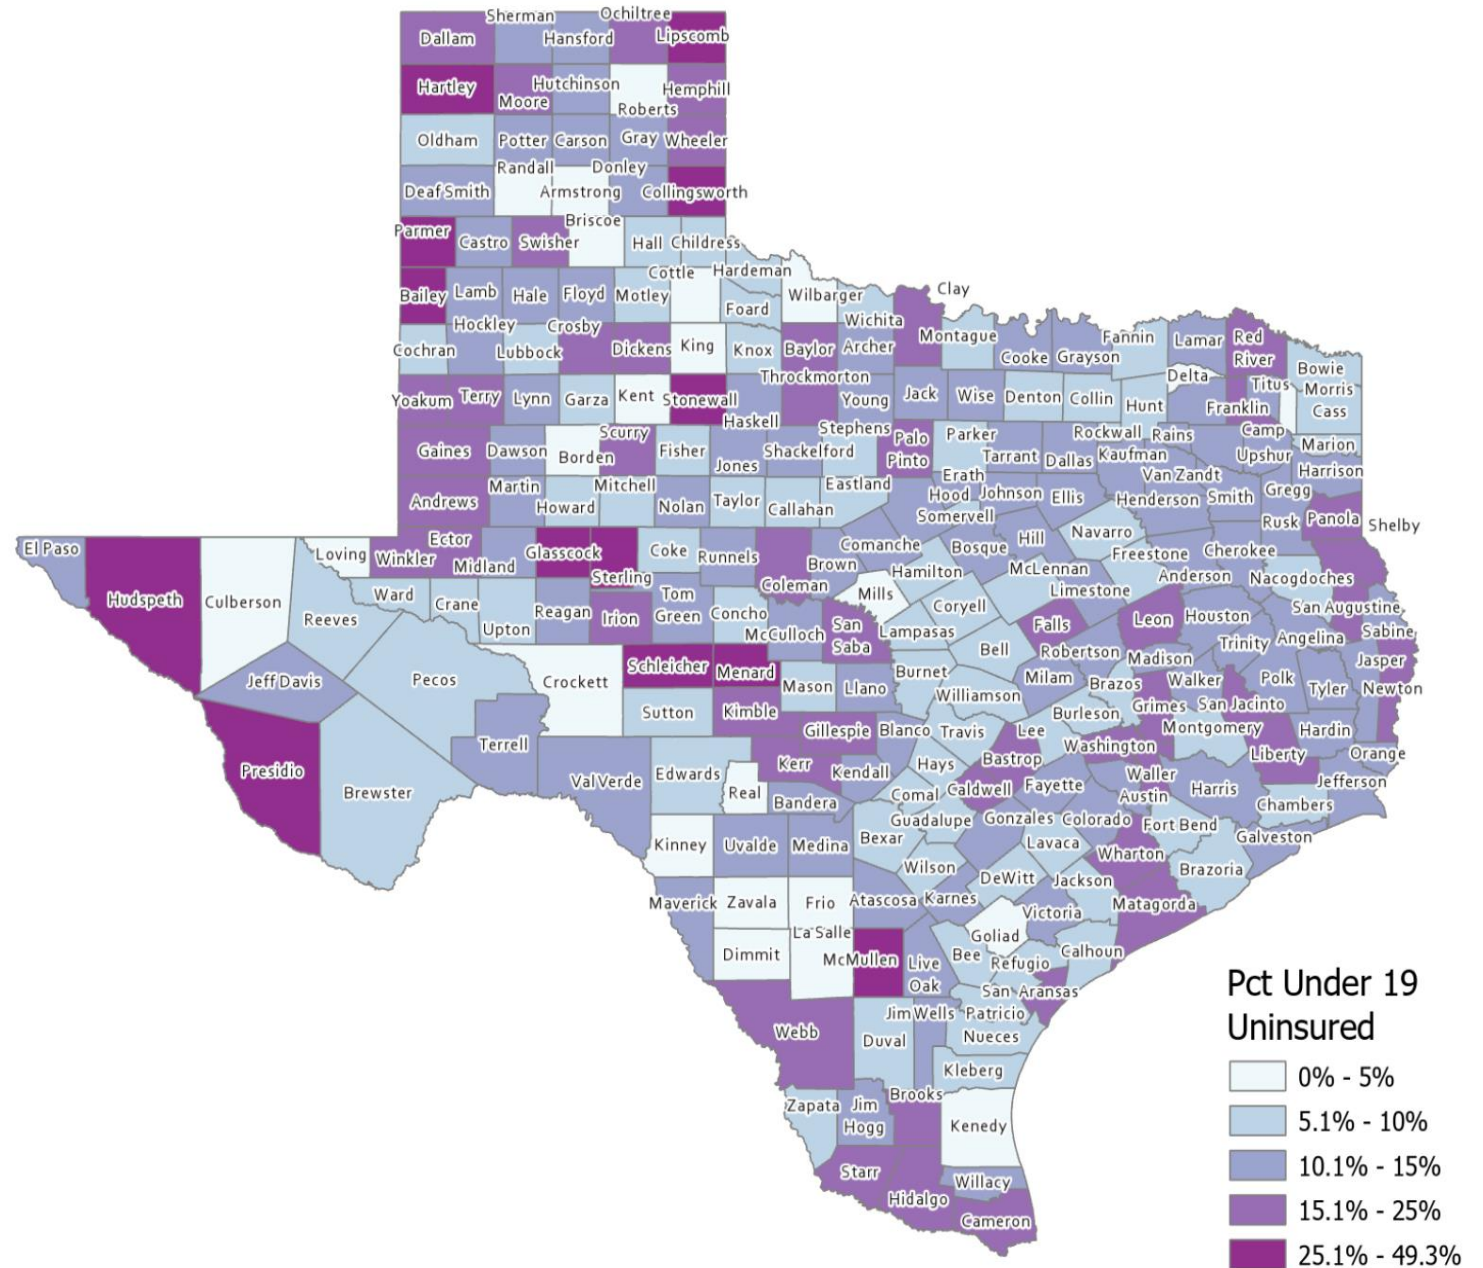 Sherman
Ochiltree
Dallam
Hansford
Lipscomb
Hartley
Moore
Hutchinson
Roberts
Hemphill
Oldham
Potter
Carson
Gray
Wheeler
Randall
Donley
Deaf Smith
Armstrong
Collingsworth
Parmer
Castro
Swisher
Briscoe
Hall
Childress
Cottle
Hardeman
Bailey
Lamb
Hale
Floyd
Motley
Foard
Wilbarger
Clay
Hockley
Crosby
Wichita
Cochran
Lubbock
Dickens
King
Knox
Baylor
Archer
Montague
Cooke
Grayson
Fannin
Lamar
Red
River
Bowie
Throckmorton
Delta
Titus
Morris
Yoakum
Terry
Lynn
Garza
Kent
Stonewall
Haskell
Young
Jack
Wise
Denton
Collin
Hunt
Franklin
Cass
Scurry
Stephens
Palo
Pinto
Parker
Rockwall
Rains
Camp
Gaines
Dawson
Borden
Fisher
Jones
Shackelford
Tarrant
Dallas
Kaufman
Upshur
Marion
Harrison
Van Zandt
Andrews
Martin
Howard
Mitchell
Nolan
Taylor
Callahan
Eastland
Erath
Hood
Johnson
Ellis
Henderson
Smith
Gregg
Somervell
Rusk
Panola
Shelby
El Paso
Loving
Winkler
Ector
Midland
Glasscock
Sterling
Coke
Runnels
Coleman
Brown
Comanche
Bosque
Hill
Navarro
Freestone
Cherokee
Hamilton
McLennan
Limestone
Anderson
Nacogdoches
Hudspeth
Culberson
Reeves
Ward
Crane
Upton
Reagan
Irion
Tom
Green
Concho
McCulloch
San
Saba
Mills
Coryell
Lampasas
Falls
Leon
Houston
San Augustine
Trinity
Angelina
Sabine
Bell
Robertson
Madison
Jeff Davis
Pecos
Crockett
Schleicher
Menard
Mason
Llano
Burnet
Williamson
Milam
Brazos
Walker
Polk
Tyler
Jasper
Newton
Grimes
San Jacinto
Sutton
Kimble
Burleson
Terrell
Gillespie
Blanco
Travis
Lee
Washington
Montgomery
Liberty
Hardin
Orange
Presidio
Brewster
Val Verde
Edwards
Kerr
Kendall
Hays
Bastrop
Waller
Jefferson
Real
Bandera
Comal
Caldwell
Fayette
Austin
Harris
Chambers
Guadalupe
Gonzales
Colorado
Fort Bend
Galveston
Kinney
Uvalde
Medina
Bexar
Lavaca
Wharton
Wilson
DeWitt
Brazoria
Jackson
Maverick
Zavala
Frio
Atascosa
Karnes
Victoria
Matagorda
La Salle
Goliad
Dimmit
McMullen
Live
Oak
Bee
Refugio
Calhoun
San
Patricio
Aransas
Webb
Duval
Jim Wells
Nueces
Kleberg
Zapata
Jim
Hogg
Brooks
Kenedy
Starr
Willacy
Hidalgo
Cameron
Pct Under 19
Uninsured
0% - 5%
5.1% - 10%
10.1% - 15%
15.1% - 25%
25.1% - 49.3%